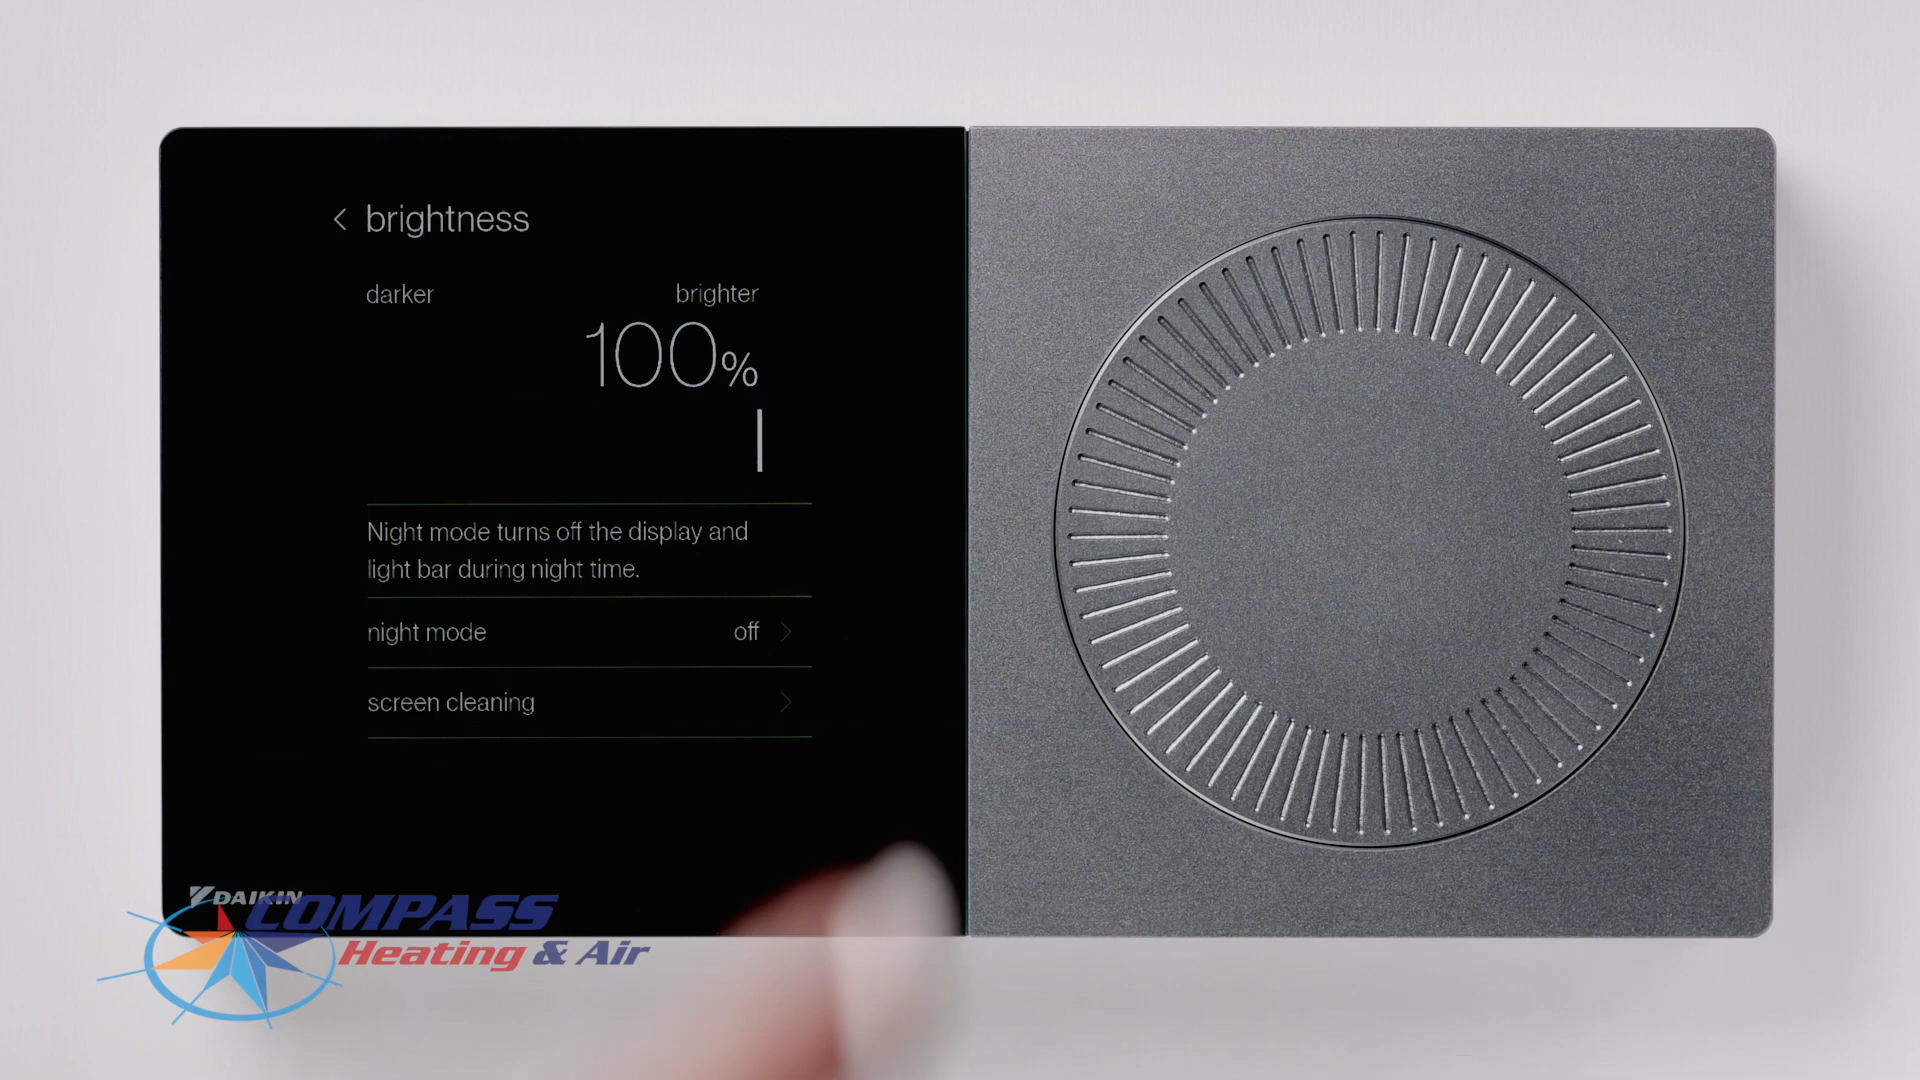 brightness
darker brighter
100%
Night mode turns off the display and
light bar during night time.
night mode off
screen cleaning
DAIKIN
COMPASS
Heating & Air